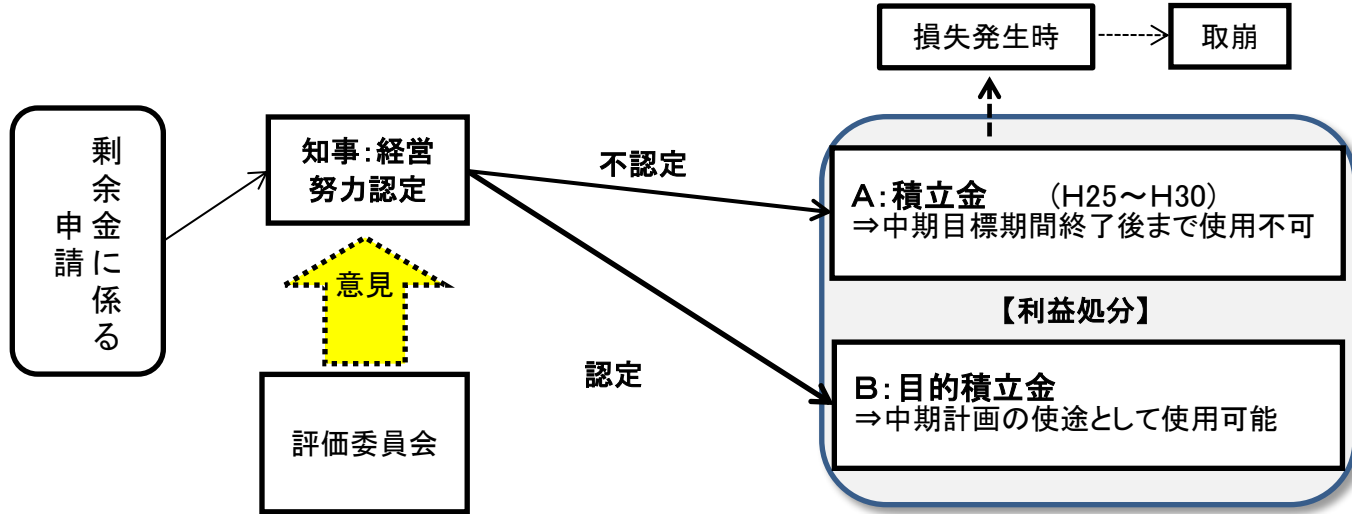 損失発生時
取崩
剰余金に係る
申請
知事：経営
努力認定
不認定
A：積立金　　（H25～H30）
⇒中期目標期間終了後まで使用不可
意見
【利益処分】
認定
B：目的積立金
⇒中期計画の使途として使用可能
評価委員会